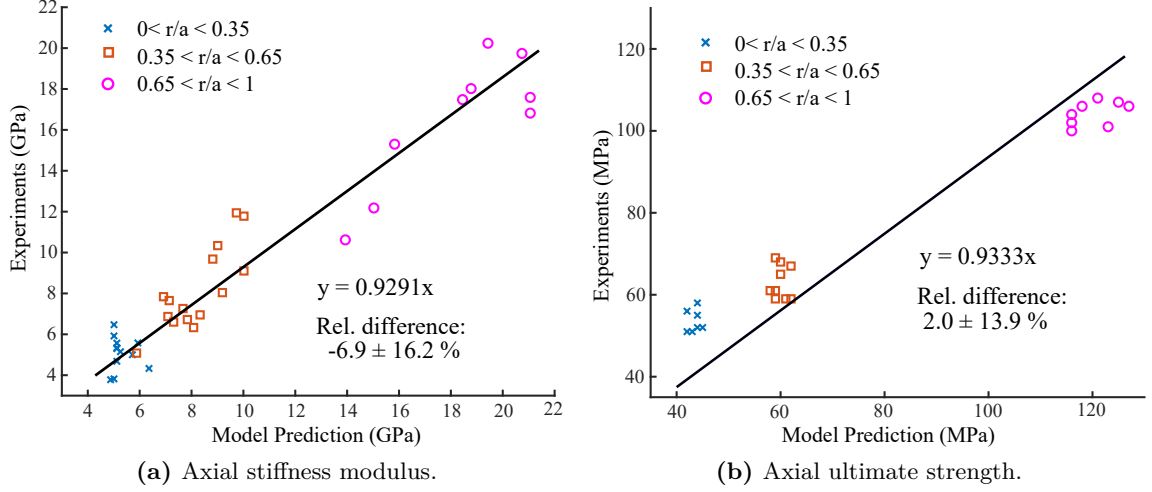 22
20
18
16
14
12
10
8
6
4
Experiments (GPa)
0< r/a < 0.35
0.35 < r/a < 0.65
0.65 < r/a < 1
y = 0.9291x
Rel. difference:
-6.9 ± 16.2 %
4 6 8 10 12 14 16 18 20 22
Model Prediction (GPa)
(a) Axial stiffness modulus.
120
100
80
60
40
Experiments (MPa)
0< r/a < 0.35
0.35 < r/a < 0.65
0.65 < r/a < 1
y = 0.9333x
Rel. difference:
2.0 ± 13.9 %
40 60 80 100 120
Model Prediction (MPa)
(b) Axial ultimate strength.